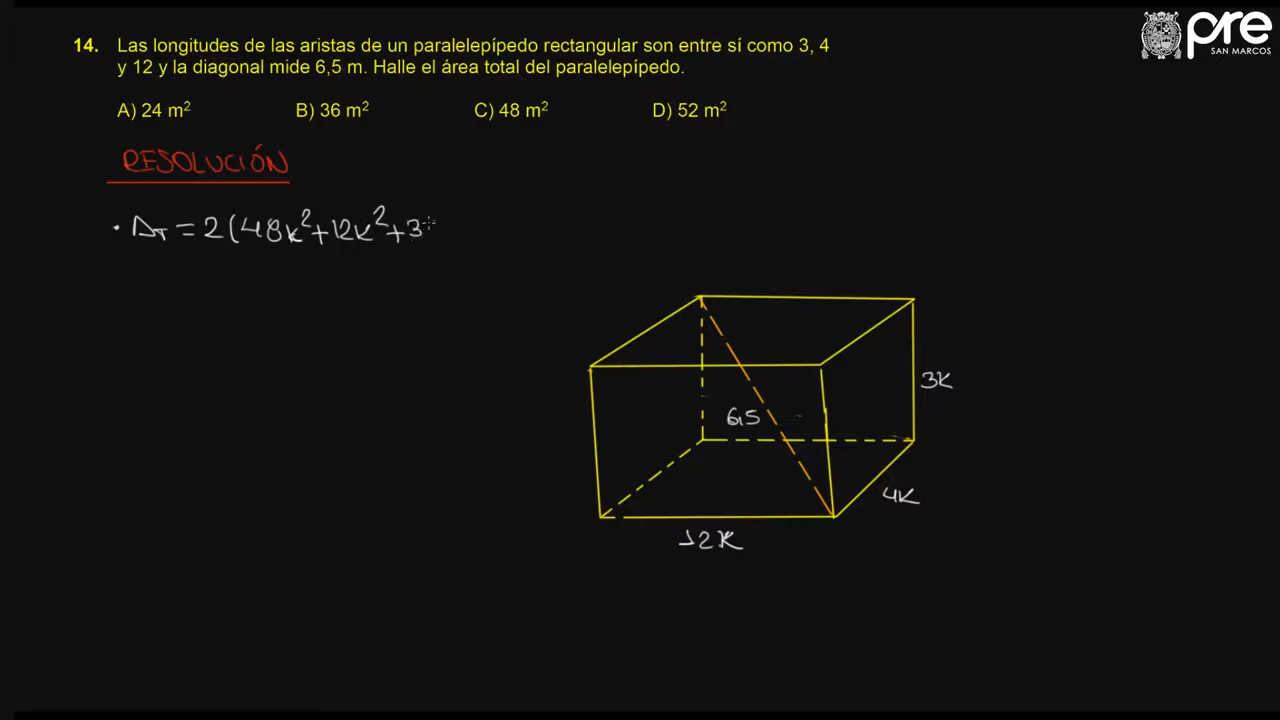 pre
SAN MARCOS
14. Las longitudes de las aristas de un paralelepípedo rectangular son entre sí como 3, 4
y 12 y la diagonal mide 6,5 m. Halle el área total del paralelepípedo.
A) 24 m² B) 36 m² C) 48 m² D) 52 m²
RESOLUCIÓN
• A_T = 2(48K²+12K²+3
3K
6,5
4K
12K